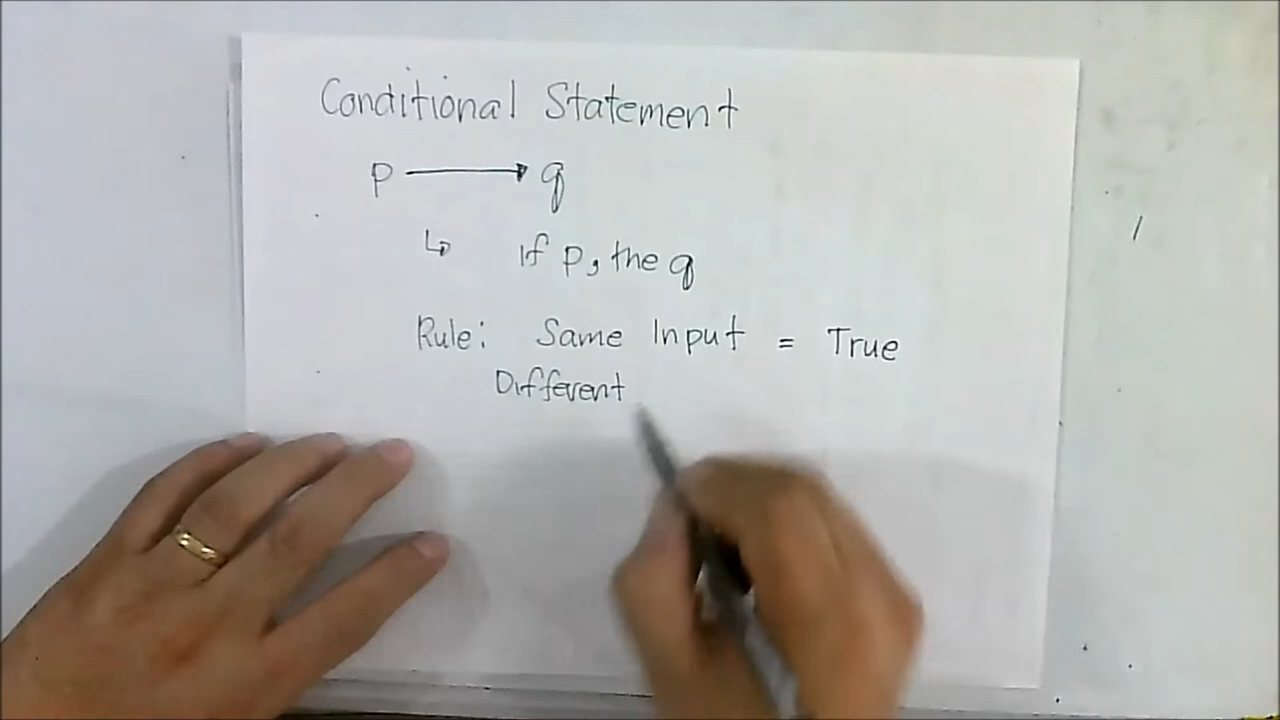 Conditional Statement
p → q
↳ If p, the q
Rule: Same Input = True
Different